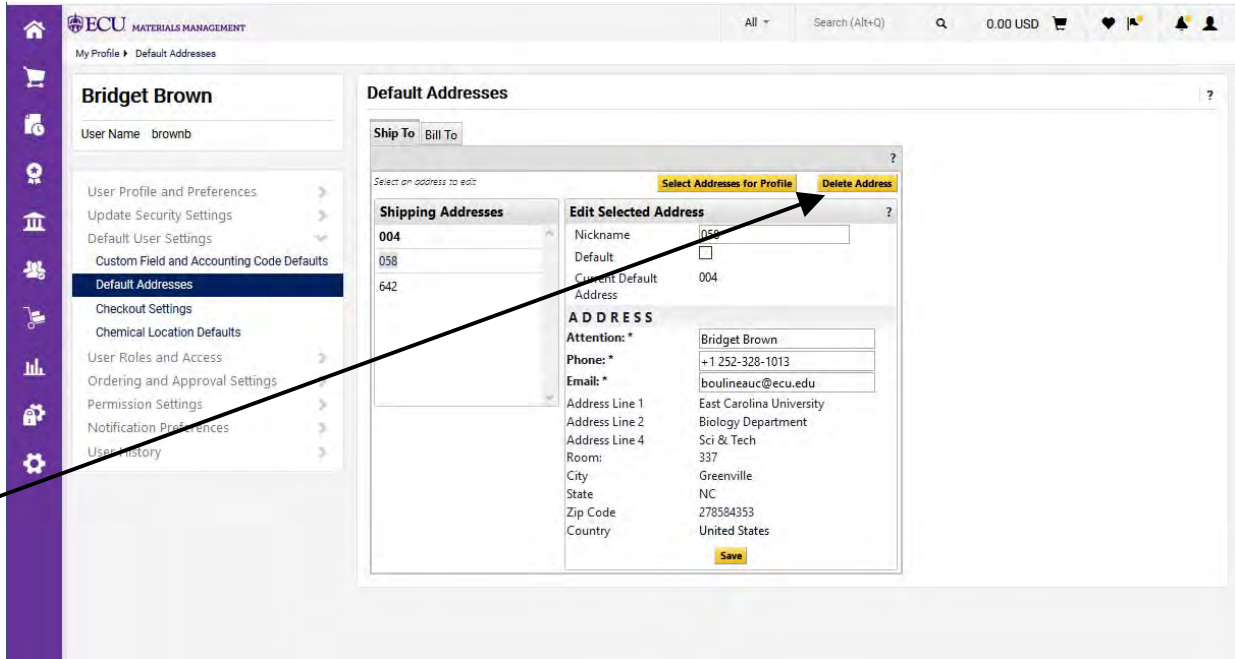 ECU MATERIALS MANAGEMENT
All
Search (Alt+Q)
0.00 USD
My Profile Default Addresses
Bridget Brown
User Name brownb
User Profile and Preferences
Update Security Settings
Default User Settings
Custom Field and Accounting Code Defaults
Default Addresses
Checkout Settings
Chemical Location Defaults
User Roles and Access
Ordering and Approval Settings
Permission Settings
Notification Preferences
User History
Default Addresses
?
Ship To Bill To
?
Select an address to edit
Select Addresses for Profile Delete Address
Shipping Addresses
004
058
642
Edit Selected Address ?
Nickname 058
Default
Current Default Address 004
ADDRESS
Attention: * Bridget Brown
Phone: * +1 252-328-1013
Email: * boulineauc@ecu.edu
Address Line 1 East Carolina University
Address Line 2 Biology Department
Address Line 4 Sci & Tech
Room: 337
City Greenville
State NC
Zip Code 278584353
Country United States
Save